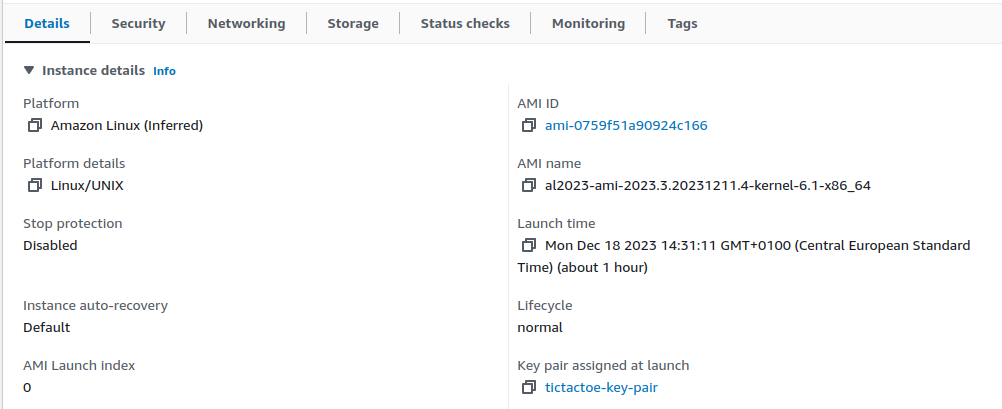 Details
Security
Networking
Storage
Status checks
Monitoring
Tags
Instance details Info
Platform
Amazon Linux (Inferred)
AMI ID
ami-0759f51a90924c166
Platform details
Linux/UNIX
AMI name
al2023-ami-2023.3.20231211.4-kernel-6.1-x86_64
Stop protection
Disabled
Launch time
Mon Dec 18 2023 14:31:11 GMT+0100 (Central European Standard
Time) (about 1 hour)
Instance auto-recovery
Default
Lifecycle
normal
AMI Launch index
0
Key pair assigned at launch
tictactoe-key-pair